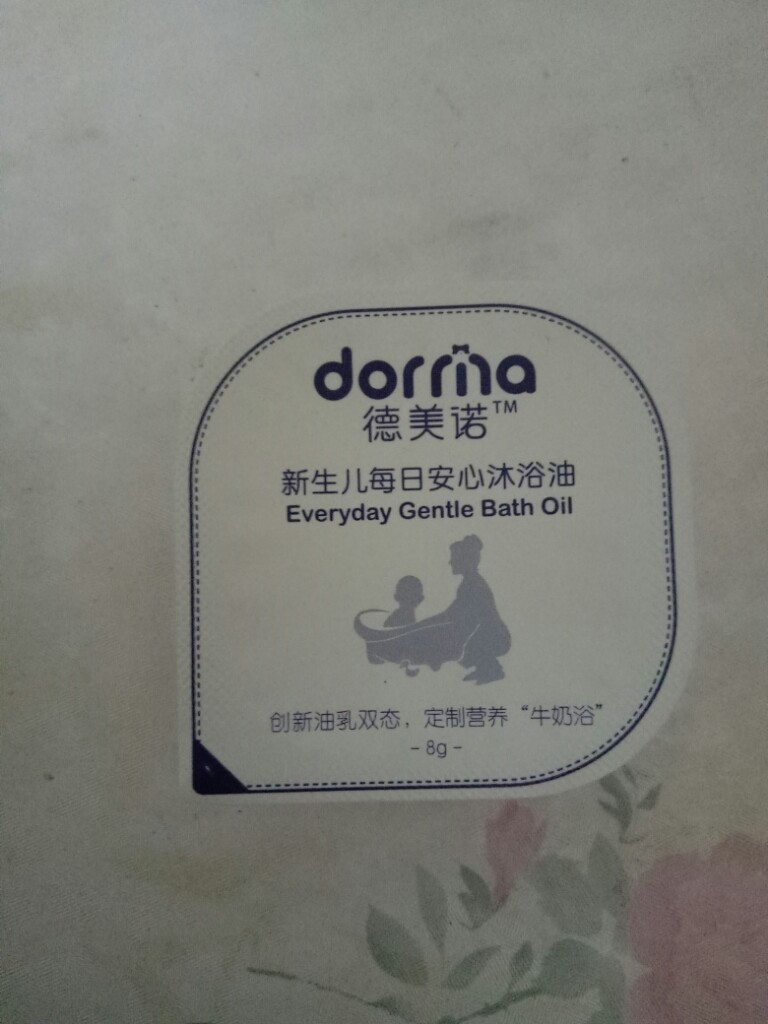 dorrna
德美诺™
新生儿每日安心沐浴油
Everyday Gentle Bath Oil
创新油乳双态，定制营养“牛奶浴”
- 8g -